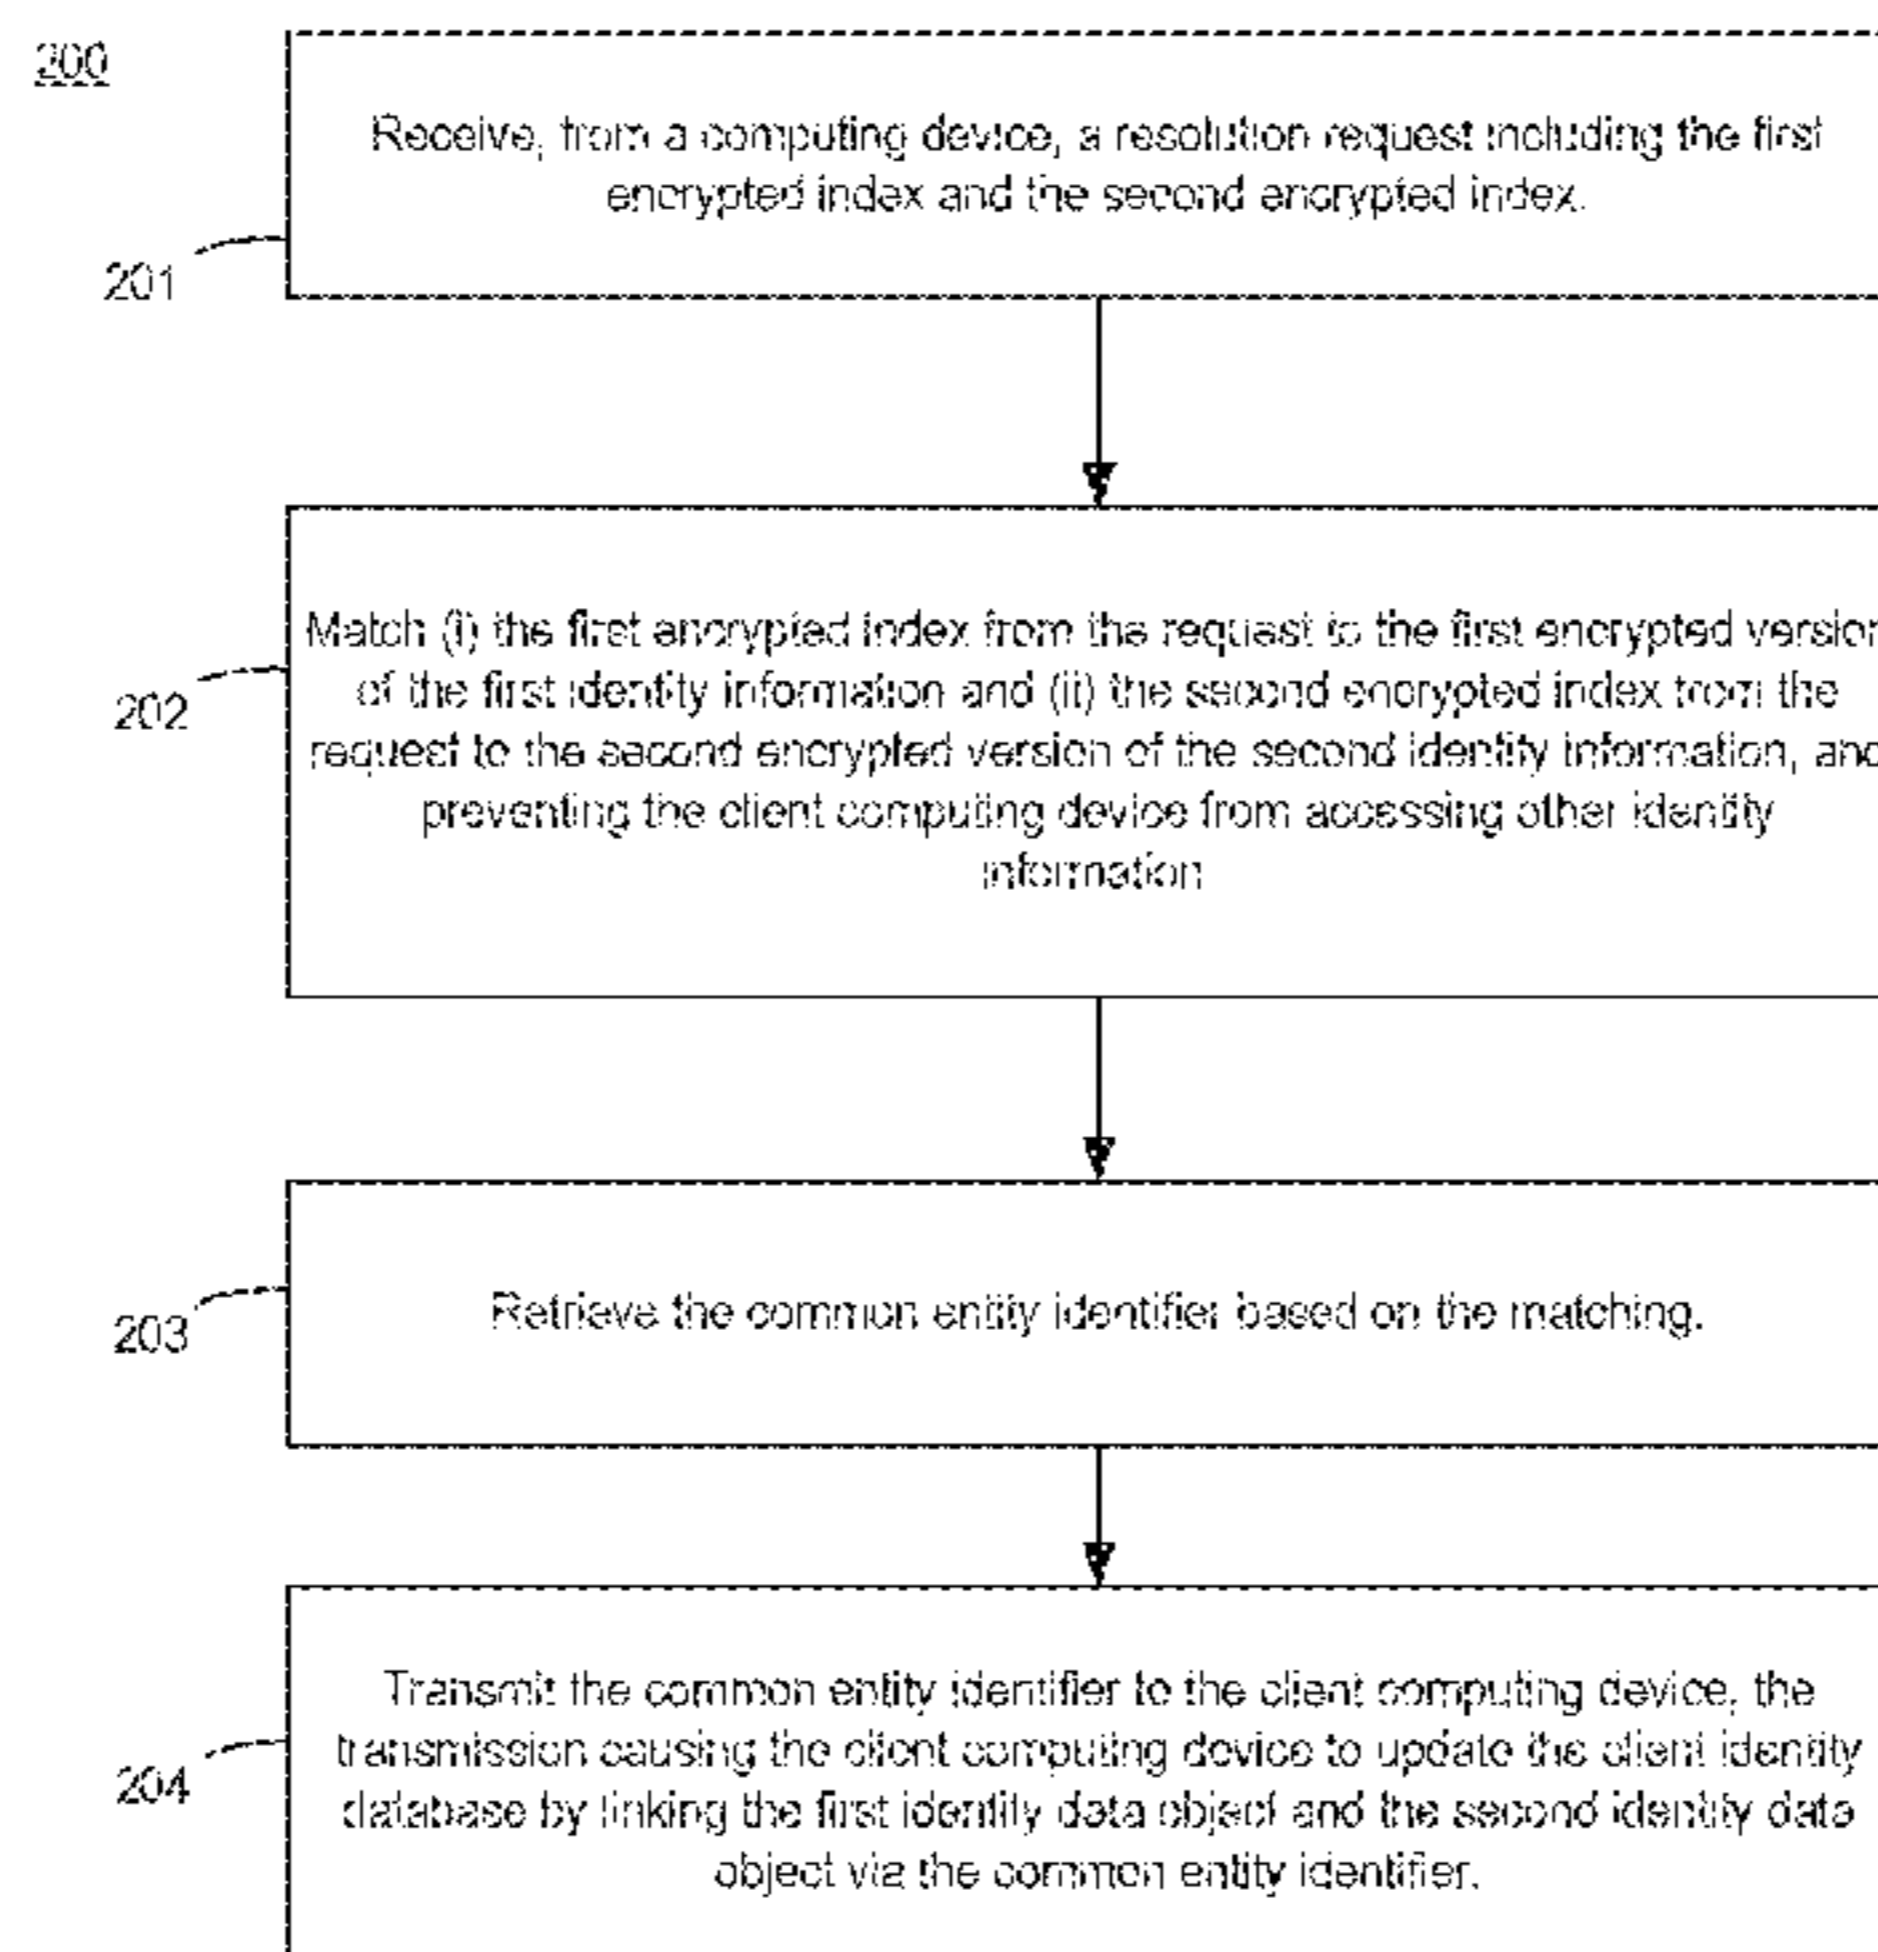 200
Receive, from a computing device, a resolution request including the first
encrypted index and the second encrypted index.
201
Match (i) the first encrypted index from the request to the first encrypted version
of the first identity information and (ii) the second encrypted index from the
202
request to the second encrypted version of the second identity information, and
preventing the client computing device from accessing other identity
information
Retrieve the common entity identifier based on the matching.
203
Transmit the common entity identifier to the client computing device, the
transmission causing the client computing device to update the client identity
204
database by linking the first identity data object and the second identity data
object via the common entity identifier.